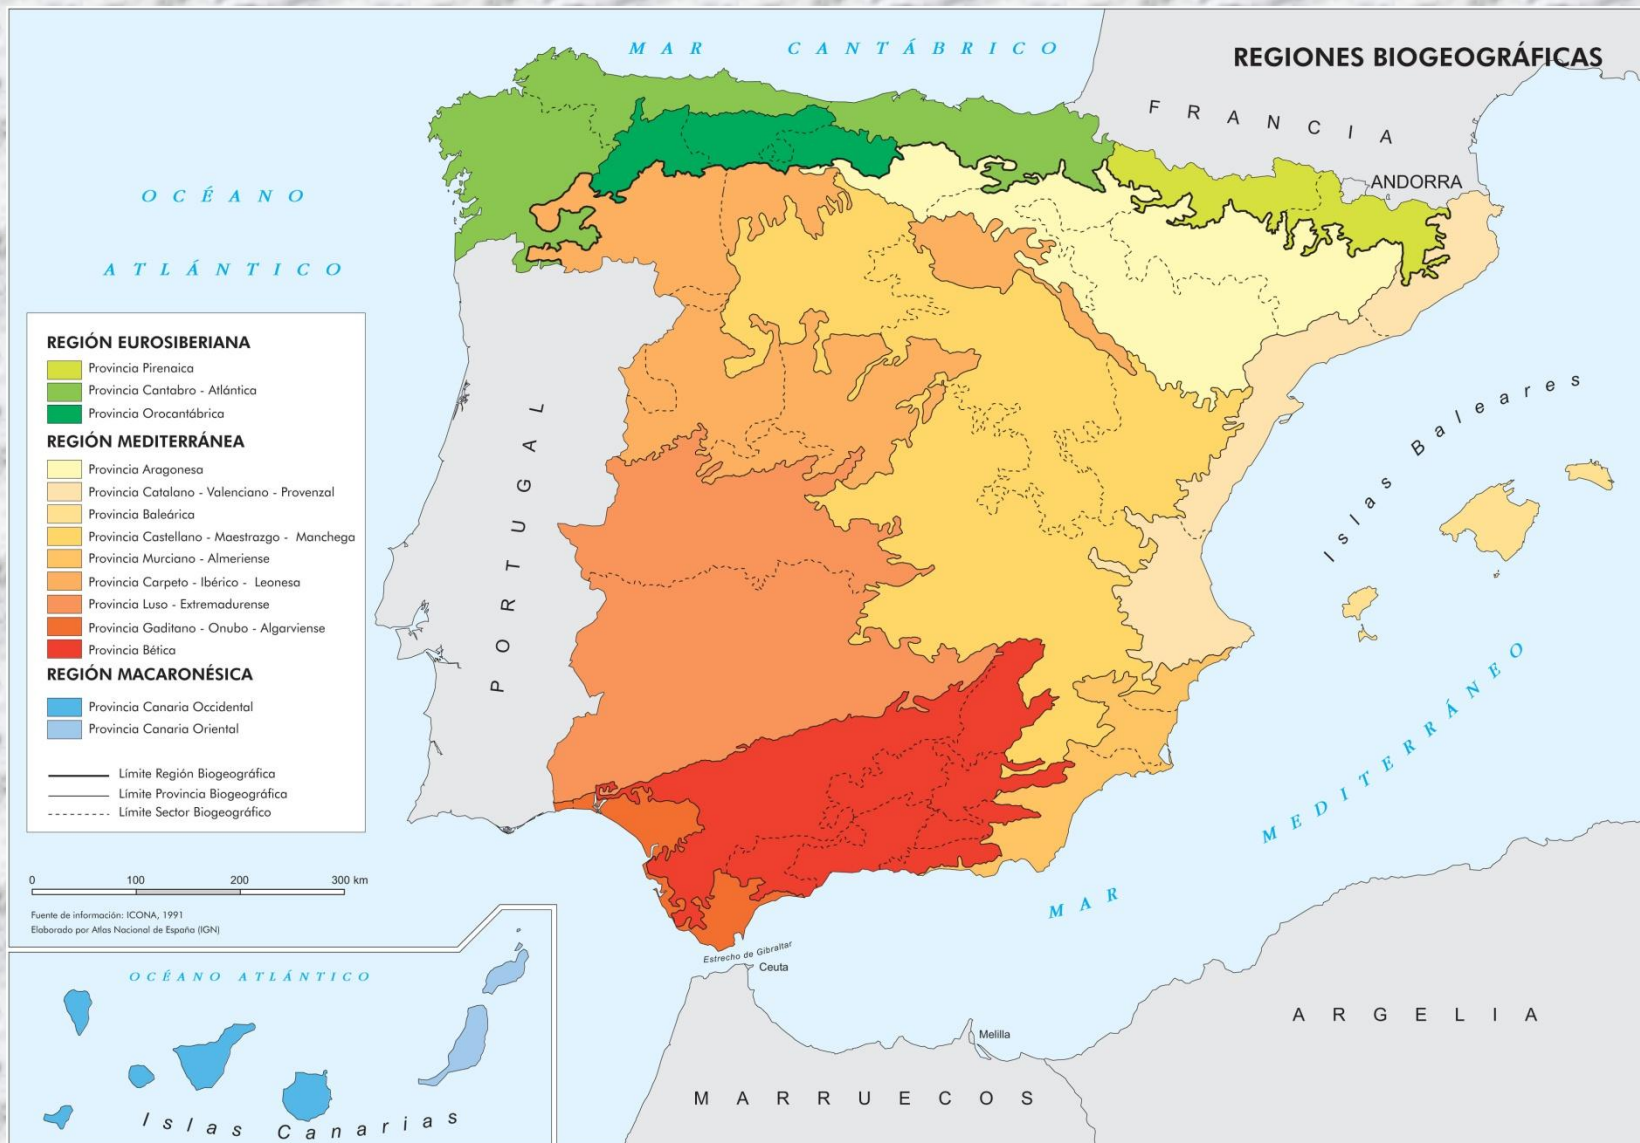 REGIONES BIOGEOGRÁFICAS
MAR CANTÁBRICO
FRANCIA
ANDORRA
OCÉANO
ATLÁNTICO
PORTUGAL
Islas Baleares
MAR MEDITERRÁNEO
Estrecho de Gibraltar
Ceuta
Melilla
MARRUECOS
ARGELIA
REGIÓN EUROSIBERIANA
Provincia Pirenaica
Provincia Cantabro - Atlántica
Provincia Orocantábrica
REGIÓN MEDITERRÁNEA
Provincia Aragonesa
Provincia Catalano - Valenciano - Provenzal
Provincia Baleárica
Provincia Castellano - Maestrazgo - Manchega
Provincia Murciano - Almeriense
Provincia Carpeto - Ibérico - Leonesa
Provincia Luso - Extremadurense
Provincia Gaditano - Onubo - Algarviense
Provincia Bética
REGIÓN MACARONÉSICA
Provincia Canaria Occidental
Provincia Canaria Oriental
Límite Región Biogeográfica
Límite Provincia Biogeográfica
Límite Sector Biogeográfico
0 100 200 300 km
Fuente de información: ICONA, 1991
Elaborado por Atlas Nacional de España (IGN)
OCÉANO ATLÁNTICO
Islas Canarias